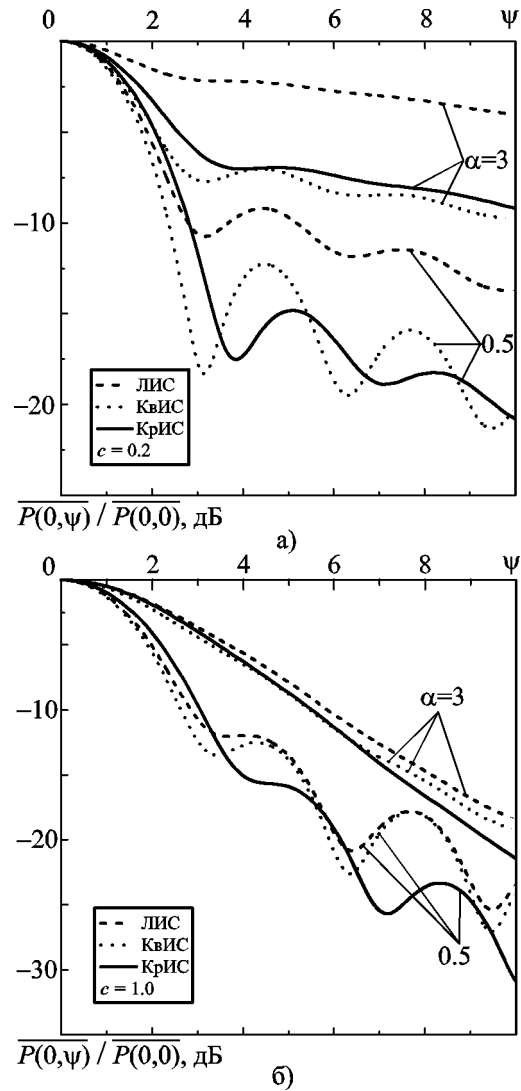 0 2 4 6 8 ψ
α=3
−10
0.5
−20
ЛИС
КвИС
КрИС
c = 0.2
P(0,ψ) / P(0,0), дБ
а)
0 2 4 6 8 ψ
α=3
−10
−20
ЛИС
КвИС
КрИС
c = 1.0
0.5
−30
P(0,ψ) / P(0,0), дБ
б)